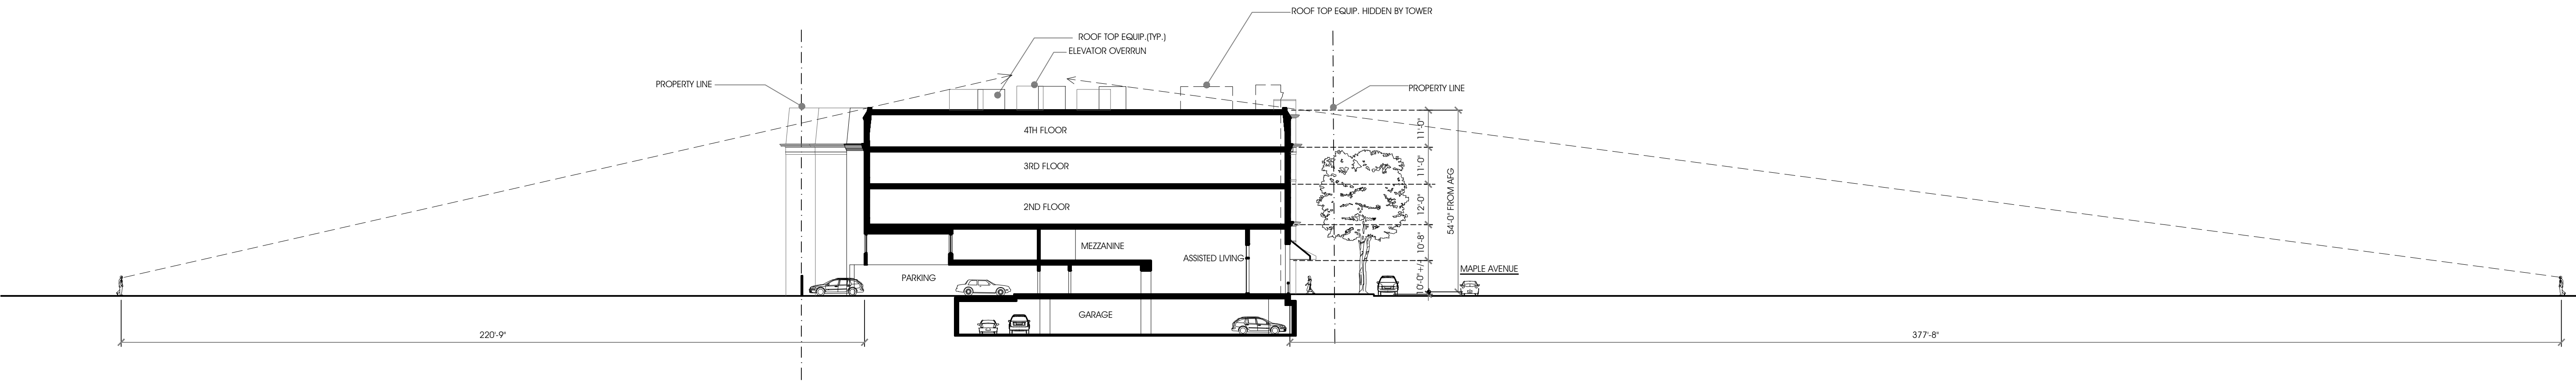 ROOF TOP EQUIP. HIDDEN BY TOWER
ROOF TOP EQUIP.(TYP.)
ELEVATOR OVERRUN
PROPERTY LINE
PROPERTY LINE
4TH FLOOR
11'-0"
3RD FLOOR
11'-0"
2ND FLOOR
12'-0"
54'-0" FROM AFG
MEZZANINE
10'-8"
ASSISTED LIVING
MAPLE AVENUE
PARKING
10'-0"+/-
GARAGE
220'-9"
377'-8"